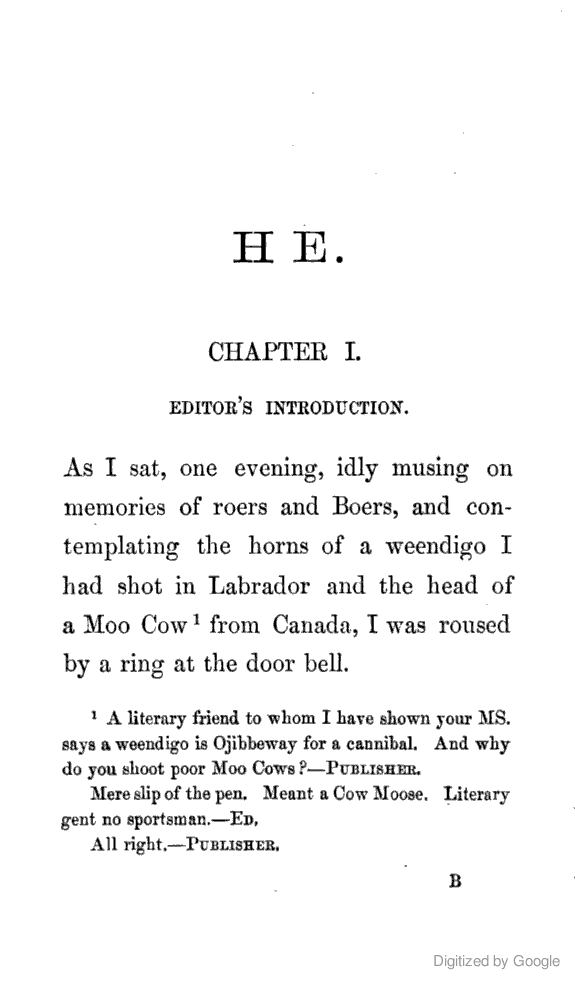 HE.
CHAPTER I.
EDITOR'S INTRODUCTION.
As I sat, one evening, idly musing on
memories of roers and Boers, and con-
templating the horns of a weendigo I
had shot in Labrador and the head of
a Moo Cow¹ from Canada, I was roused
by a ring at the door bell.
¹ A literary friend to whom I have shown your MS.
says a weendigo is Ojibbeway for a cannibal. And why
do you shoot poor Moo Cows?—PUBLISHER.
Mere slip of the pen. Meant a Cow Moose. Literary
gent no sportsman.—ED.
All right.—PUBLISHER.
B
Digitized by Google